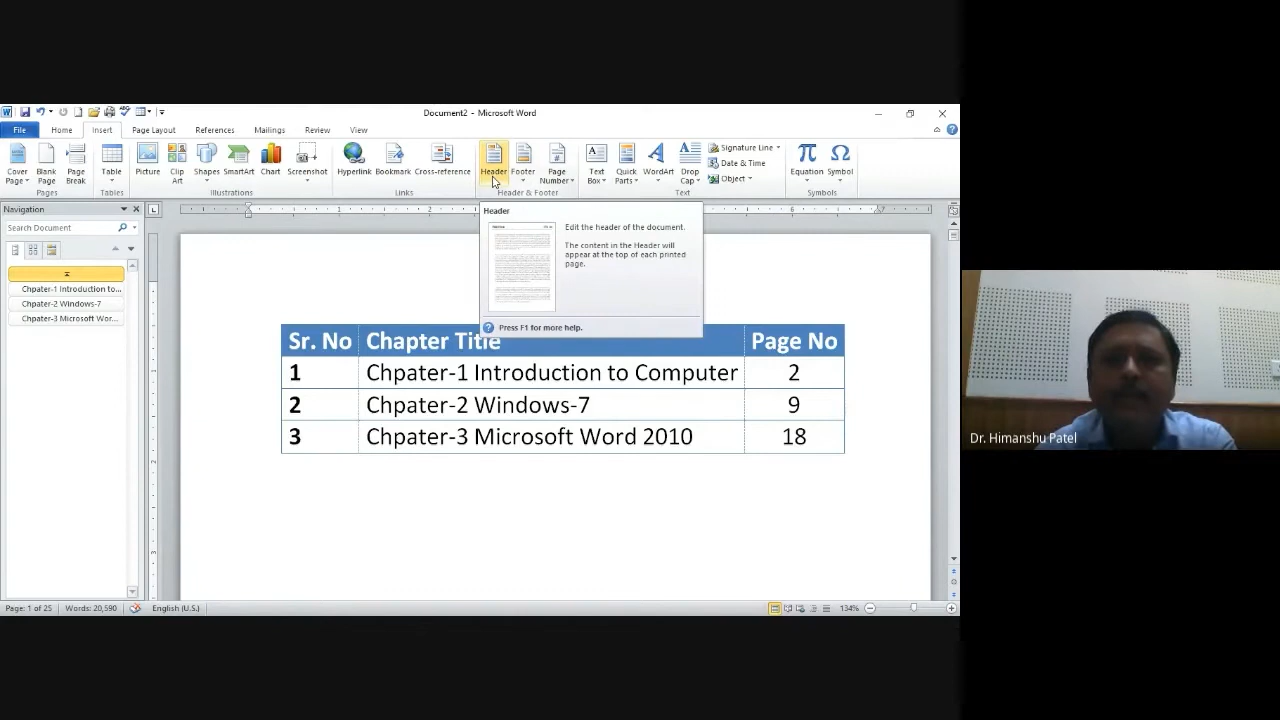 Document2 - Microsoft Word
File Home Insert Page Layout References Mailings Review View
Cover Page Blank Page Page Break Table Picture Clip Art Shapes SmartArt Chart Screenshot Hyperlink Bookmark Cross-reference Header Footer Page Number Text Box Quick Parts WordArt Drop Cap Signature Line Date & Time Object Equation Symbol
Pages Tables Illustrations Links Header & Footer Text Symbols
Navigation
Search Document
Chpater-1 Introduction to...
Chpater-2 Windows-7
Chpater-3 Microsoft Wor...
Header
Edit the header of the document.
The content in the Header will
appear at the top of each printed
page.
Press F1 for more help.
Sr. No Chpater Title Page No
1 Chpater-1 Introduction to Computer 2
2 Chpater-2 Windows-7 9
3 Chpater-3 Microsoft Word 2010 18
Dr. Himanshu Patel
Page: 1 of 25 Words: 20,590 English (U.S.) 134%